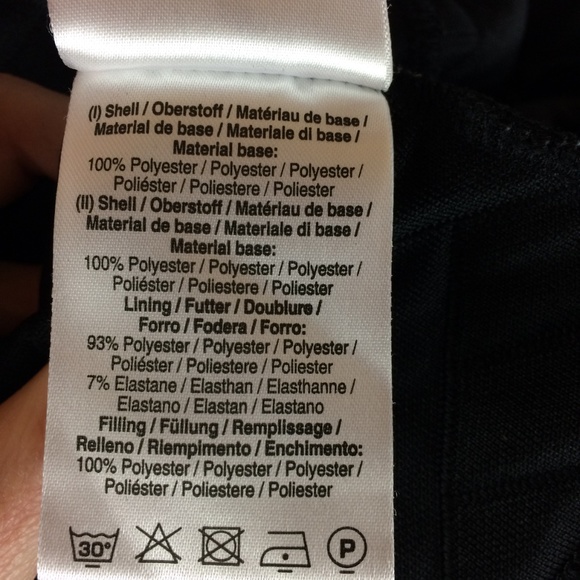 (I) Shell / Oberstoff / Matériau de base /
Material de base / Materiale di base /
Material base:
100% Polyester / Polyester / Polyester /
Poliéster / Poliestere / Poliester
(II) Shell / Oberstoff / Matériau de base /
Material de base / Materiale di base /
Material base:
100% Polyester / Polyester / Polyester /
Poliéster / Poliestere / Poliester
Lining / Futter / Doublure /
Forro / Fodera / Forro:
93% Polyester / Polyester / Polyester /
Poliéster / Poliestere / Poliester
7% Elastane / Elasthan / Elasthanne /
Elastano / Elastan / Elastano
Filling / Füllung / Remplissage /
Relleno / Riempimento / Enchimento:
100% Polyester / Polyester / Polyester /
Poliéster / Poliestere / Poliester
30° P